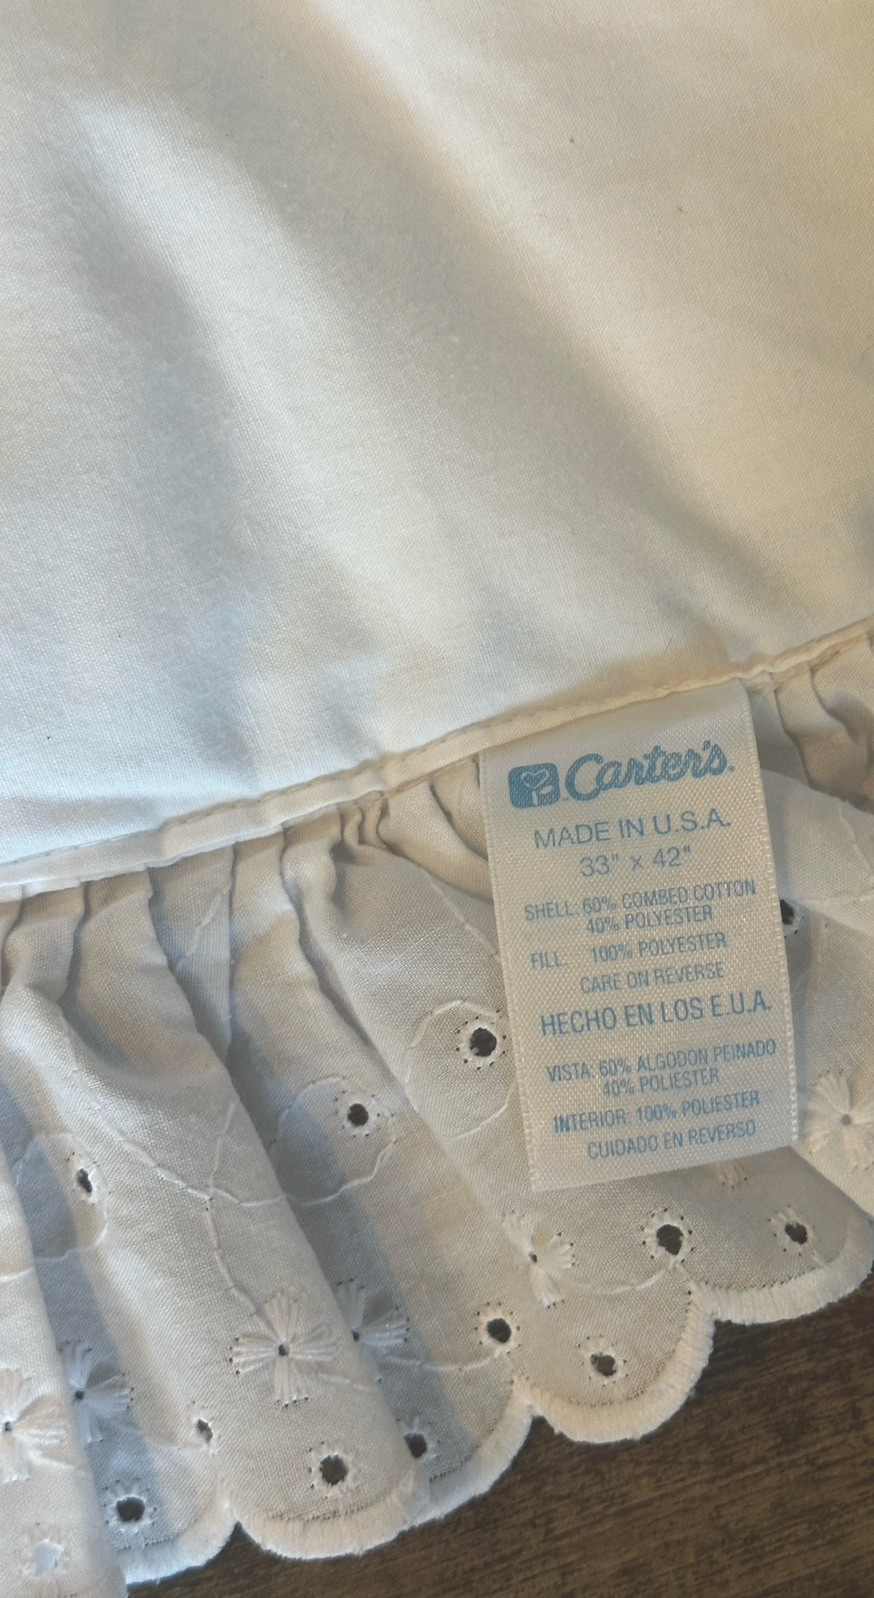 Carter's.
MADE IN U.S.A.
33" x 42"
SHELL: 60% COMBED COTTON
40% POLYESTER
FILL: 100% POLYESTER
CARE ON REVERSE
HECHO EN LOS E.U.A.
VISTA: 60% ALGODON PEINADO
40% POLIESTER
INTERIOR: 100% POLIESTER
CUIDADO EN REVERSO